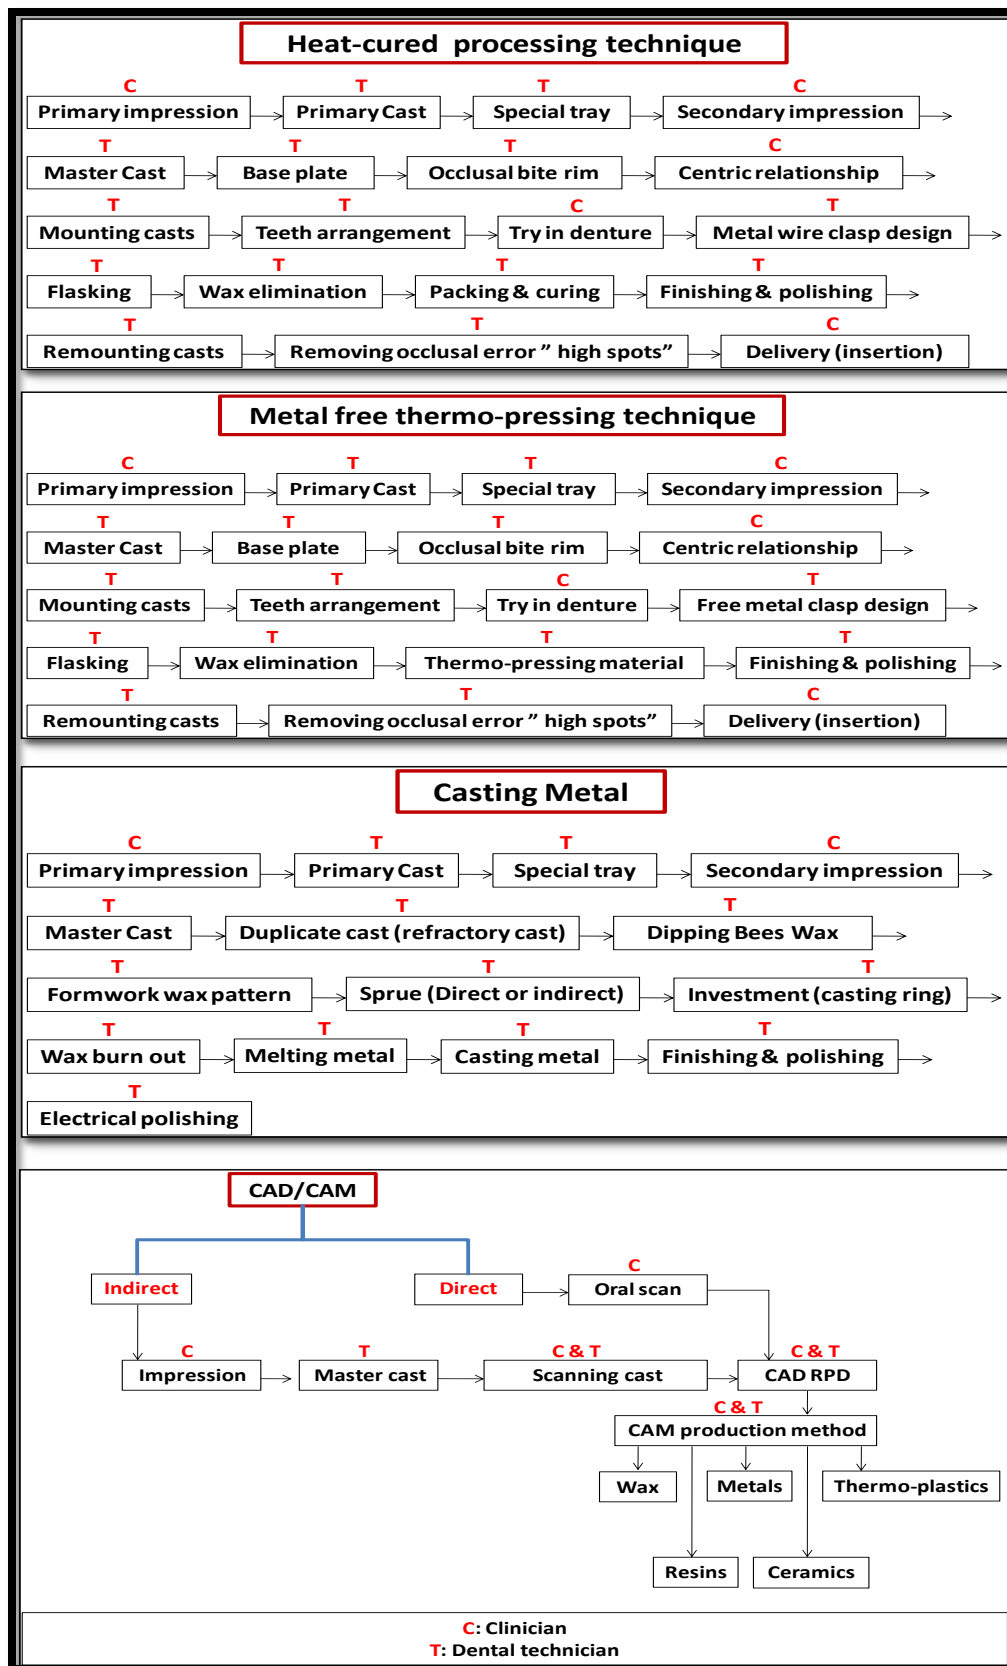 Heat-cured processing technique
C T T C
Primary impression Primary Cast Special tray Secondary impression
T T T C
Master Cast Base plate Occlusal bite rim Centric relationship
T T C T
Mounting casts Teeth arrangement Try in denture Metal wire clasp design
T T T T
Flasking Wax elimination Packing & curing Finishing & polishing
T T C
Remounting casts Removing occlusal error ” high spots” Delivery (insertion)
Metal free thermo-pressing technique
C T T C
Primary impression Primary Cast Special tray Secondary impression
T T T C
Master Cast Base plate Occlusal bite rim Centric relationship
T T C T
Mounting casts Teeth arrangement Try in denture Free metal clasp design
T T T T
Flasking Wax elimination Thermo-pressing material Finishing & polishing
T T C
Remounting casts Removing occlusal error ” high spots” Delivery (insertion)
Casting Metal
C T T C
Primary impression Primary Cast Special tray Secondary impression
T T T
Master Cast Duplicate cast (refractory cast) Dipping Bees Wax
T T T
Formwork wax pattern Sprue (Direct or indirect) Investment (casting ring)
T T T T
Wax burn out Melting metal Casting metal Finishing & polishing
T
Electrical polishing
CAD/CAM
C
Indirect Direct Oral scan
C T C & T C & T
Impression Master cast Scanning cast CAD RPD
C & T
CAM production method
Wax Metals Thermo-plastics
Resins Ceramics
C: Clinician
T: Dental technician